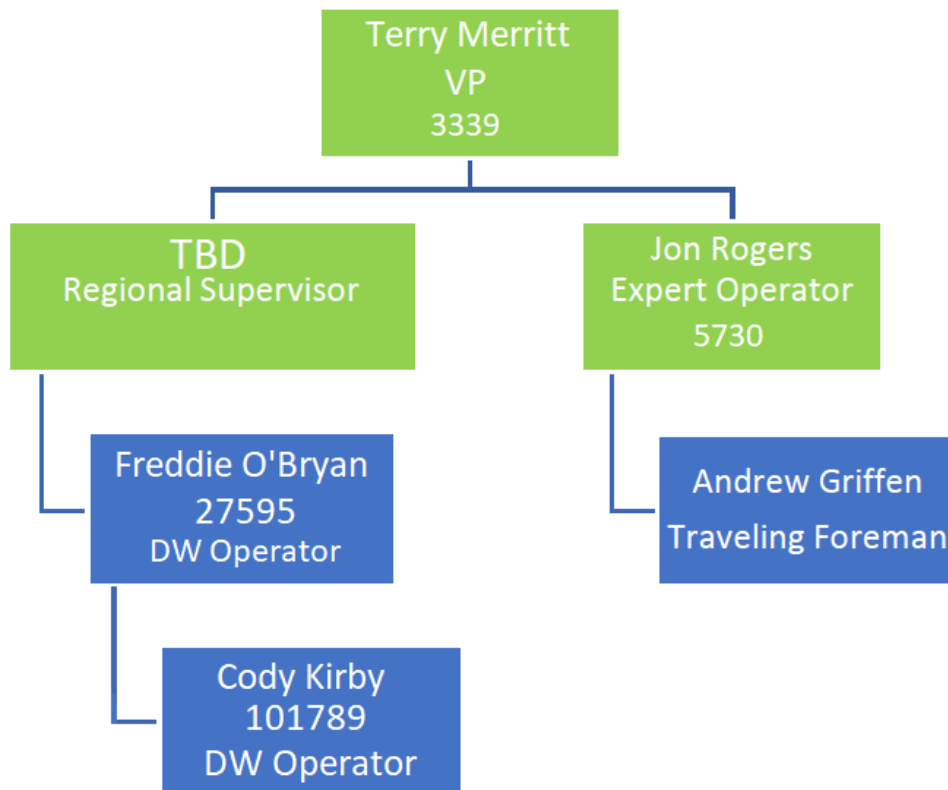 Terry Merritt
VP
3339
TBD
Regional Supervisor
Jon Rogers
Expert Operator
5730
Freddie O'Bryan
27595
DW Operator
Andrew Griffen
Traveling Foreman
Cody Kirby
101789
DW Operator